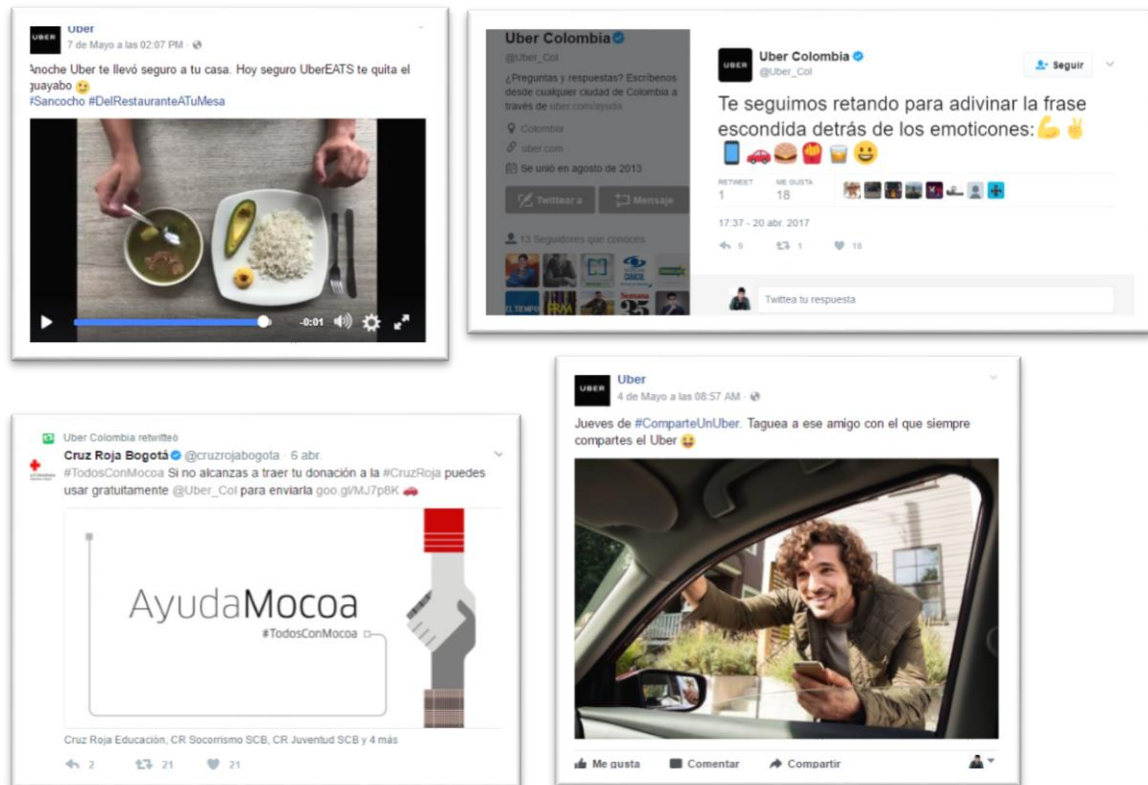 UBER
Uber
7 de Mayo a las 02:07 PM ·
Anoche Uber te llevó seguro a tu casa. Hoy seguro UberEATS te quita el
guayabo 😉
#Sancocho #DelRestauranteATuMesa
-0:01
Uber Colombia
@Uber_Col
¿Preguntas y respuestas? Escríbenos
desde cualquier ciudad de Colombia a
través de uber.com/ayuda.
Colombia
uber.com
Se unió en agosto de 2013
Twittear a
Mensaje
13 Seguidores que conoces
CARACOL
EL TIEMPO
Semana
35
UBER
Uber Colombia
@Uber_Col
Seguir
Te seguimos retando para adivinar la frase
escondida detrás de los emoticones:💪✌
📱🚗🍔🍟🥃😀
RETWEET
1
ME GUSTA
18
17:37 - 20 abr. 2017
9 1 18
Twittea tu respuesta
Uber Colombia retwitteó
Cruz Roja Bogotá @cruzrojabogota · 6 abr.
#TodosConMocoa Si no alcanzas a traer tu donación a la #CruzRoja puedes
usar gratuitamente @Uber_Col para enviarla goo.gl/MJ7p8K 🚗
AyudaMocoa
#TodosConMocoa
Cruz Roja Educación, CR Socorrismo SCB, CR Juventud SCB y 4 más
2 21 21
UBER
Uber
4 de Mayo a las 08:57 AM ·
Jueves de #ComparteUnUber. Taguea a ese amigo con el que siempre
compartes el Uber 😆
Me gusta Comentar Compartir